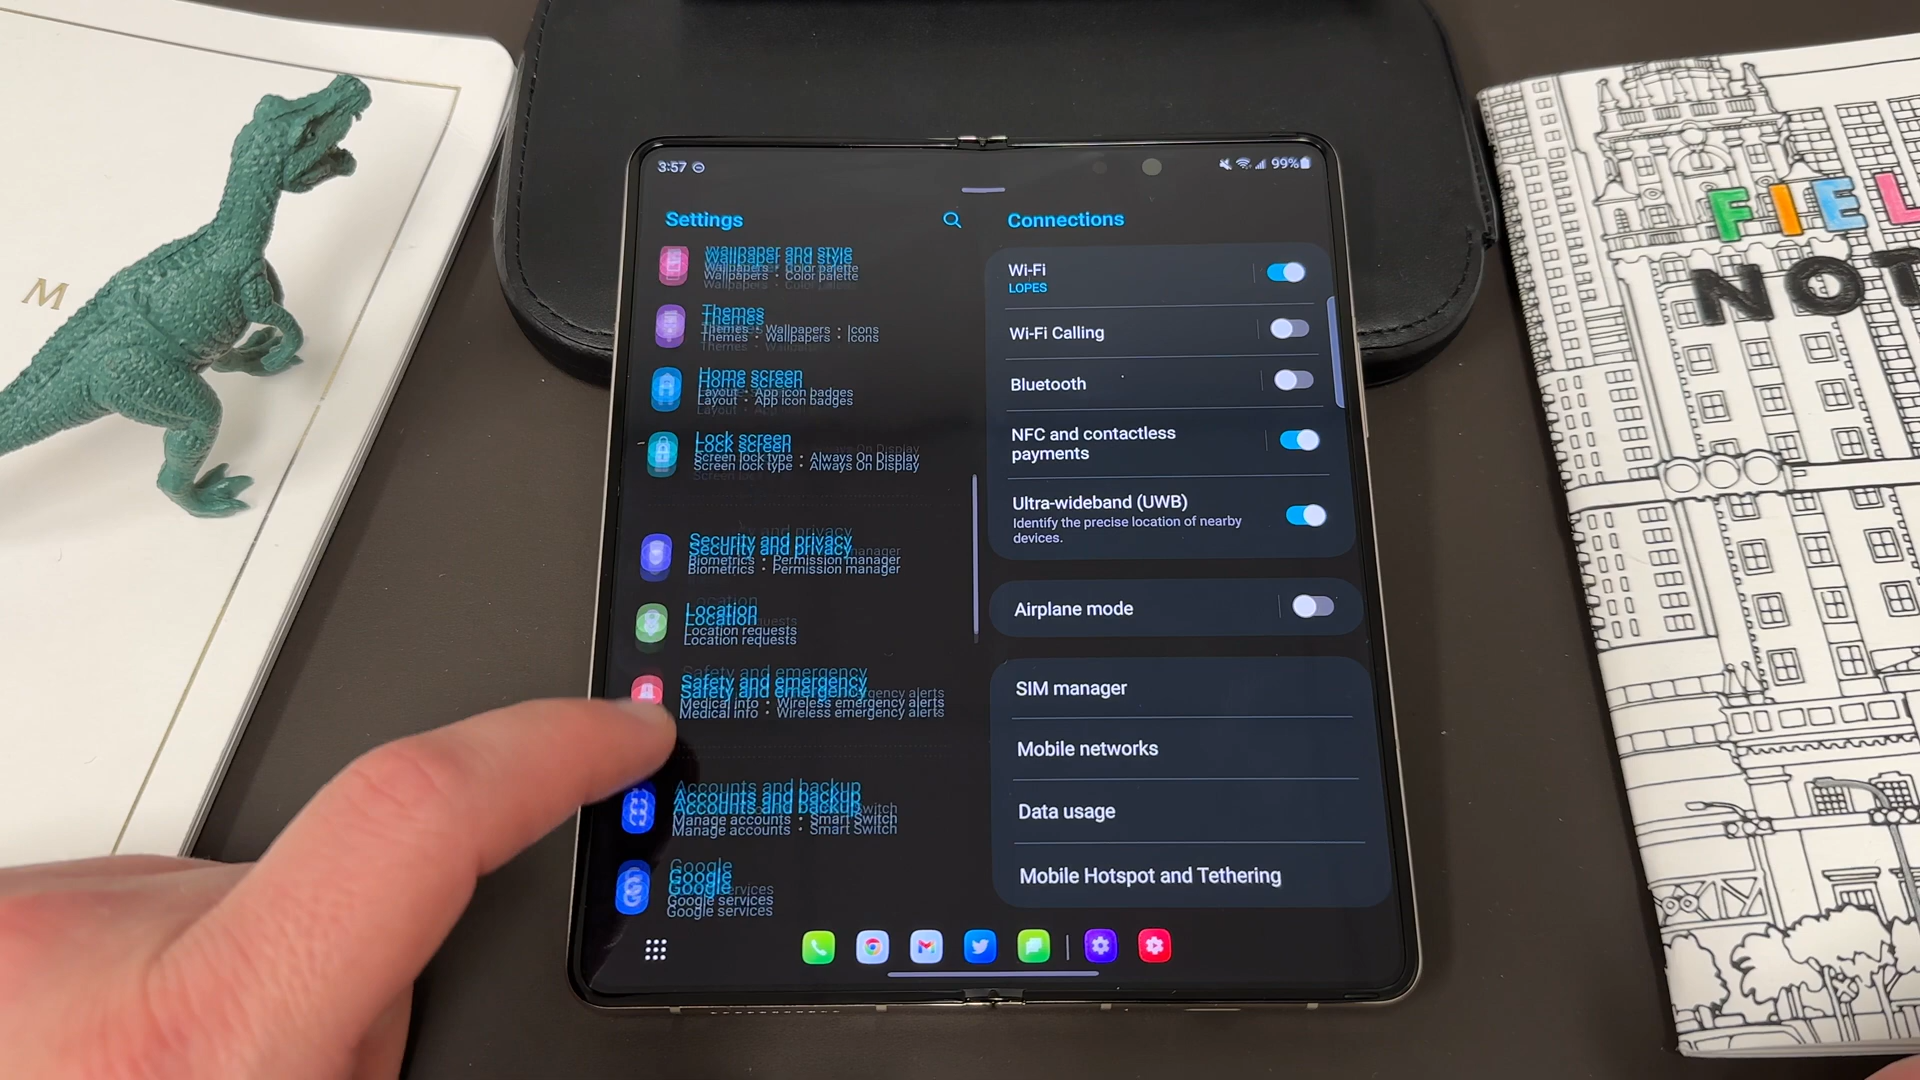 M
FIEL
NOT
3:57
99%
Settings
Wallpaper and style
Wallpapers • Color palette
Themes
Themes • Wallpapers • Icons
Home screen
Layout • App icon badges
Lock screen
Screen lock type • Always On Display
Security and privacy
Biometrics • Permission manager
Location
Location requests
Safety and emergency
Medical info • Wireless emergency alerts
Accounts and backup
Manage accounts • Smart Switch
Google
Google services
Connections
Wi-Fi
LOPES
Wi-Fi Calling
Bluetooth
NFC and contactless
payments
Ultra-wideband (UWB)
Identify the precise location of nearby
devices.
Airplane mode
SIM manager
Mobile networks
Data usage
Mobile Hotspot and Tethering